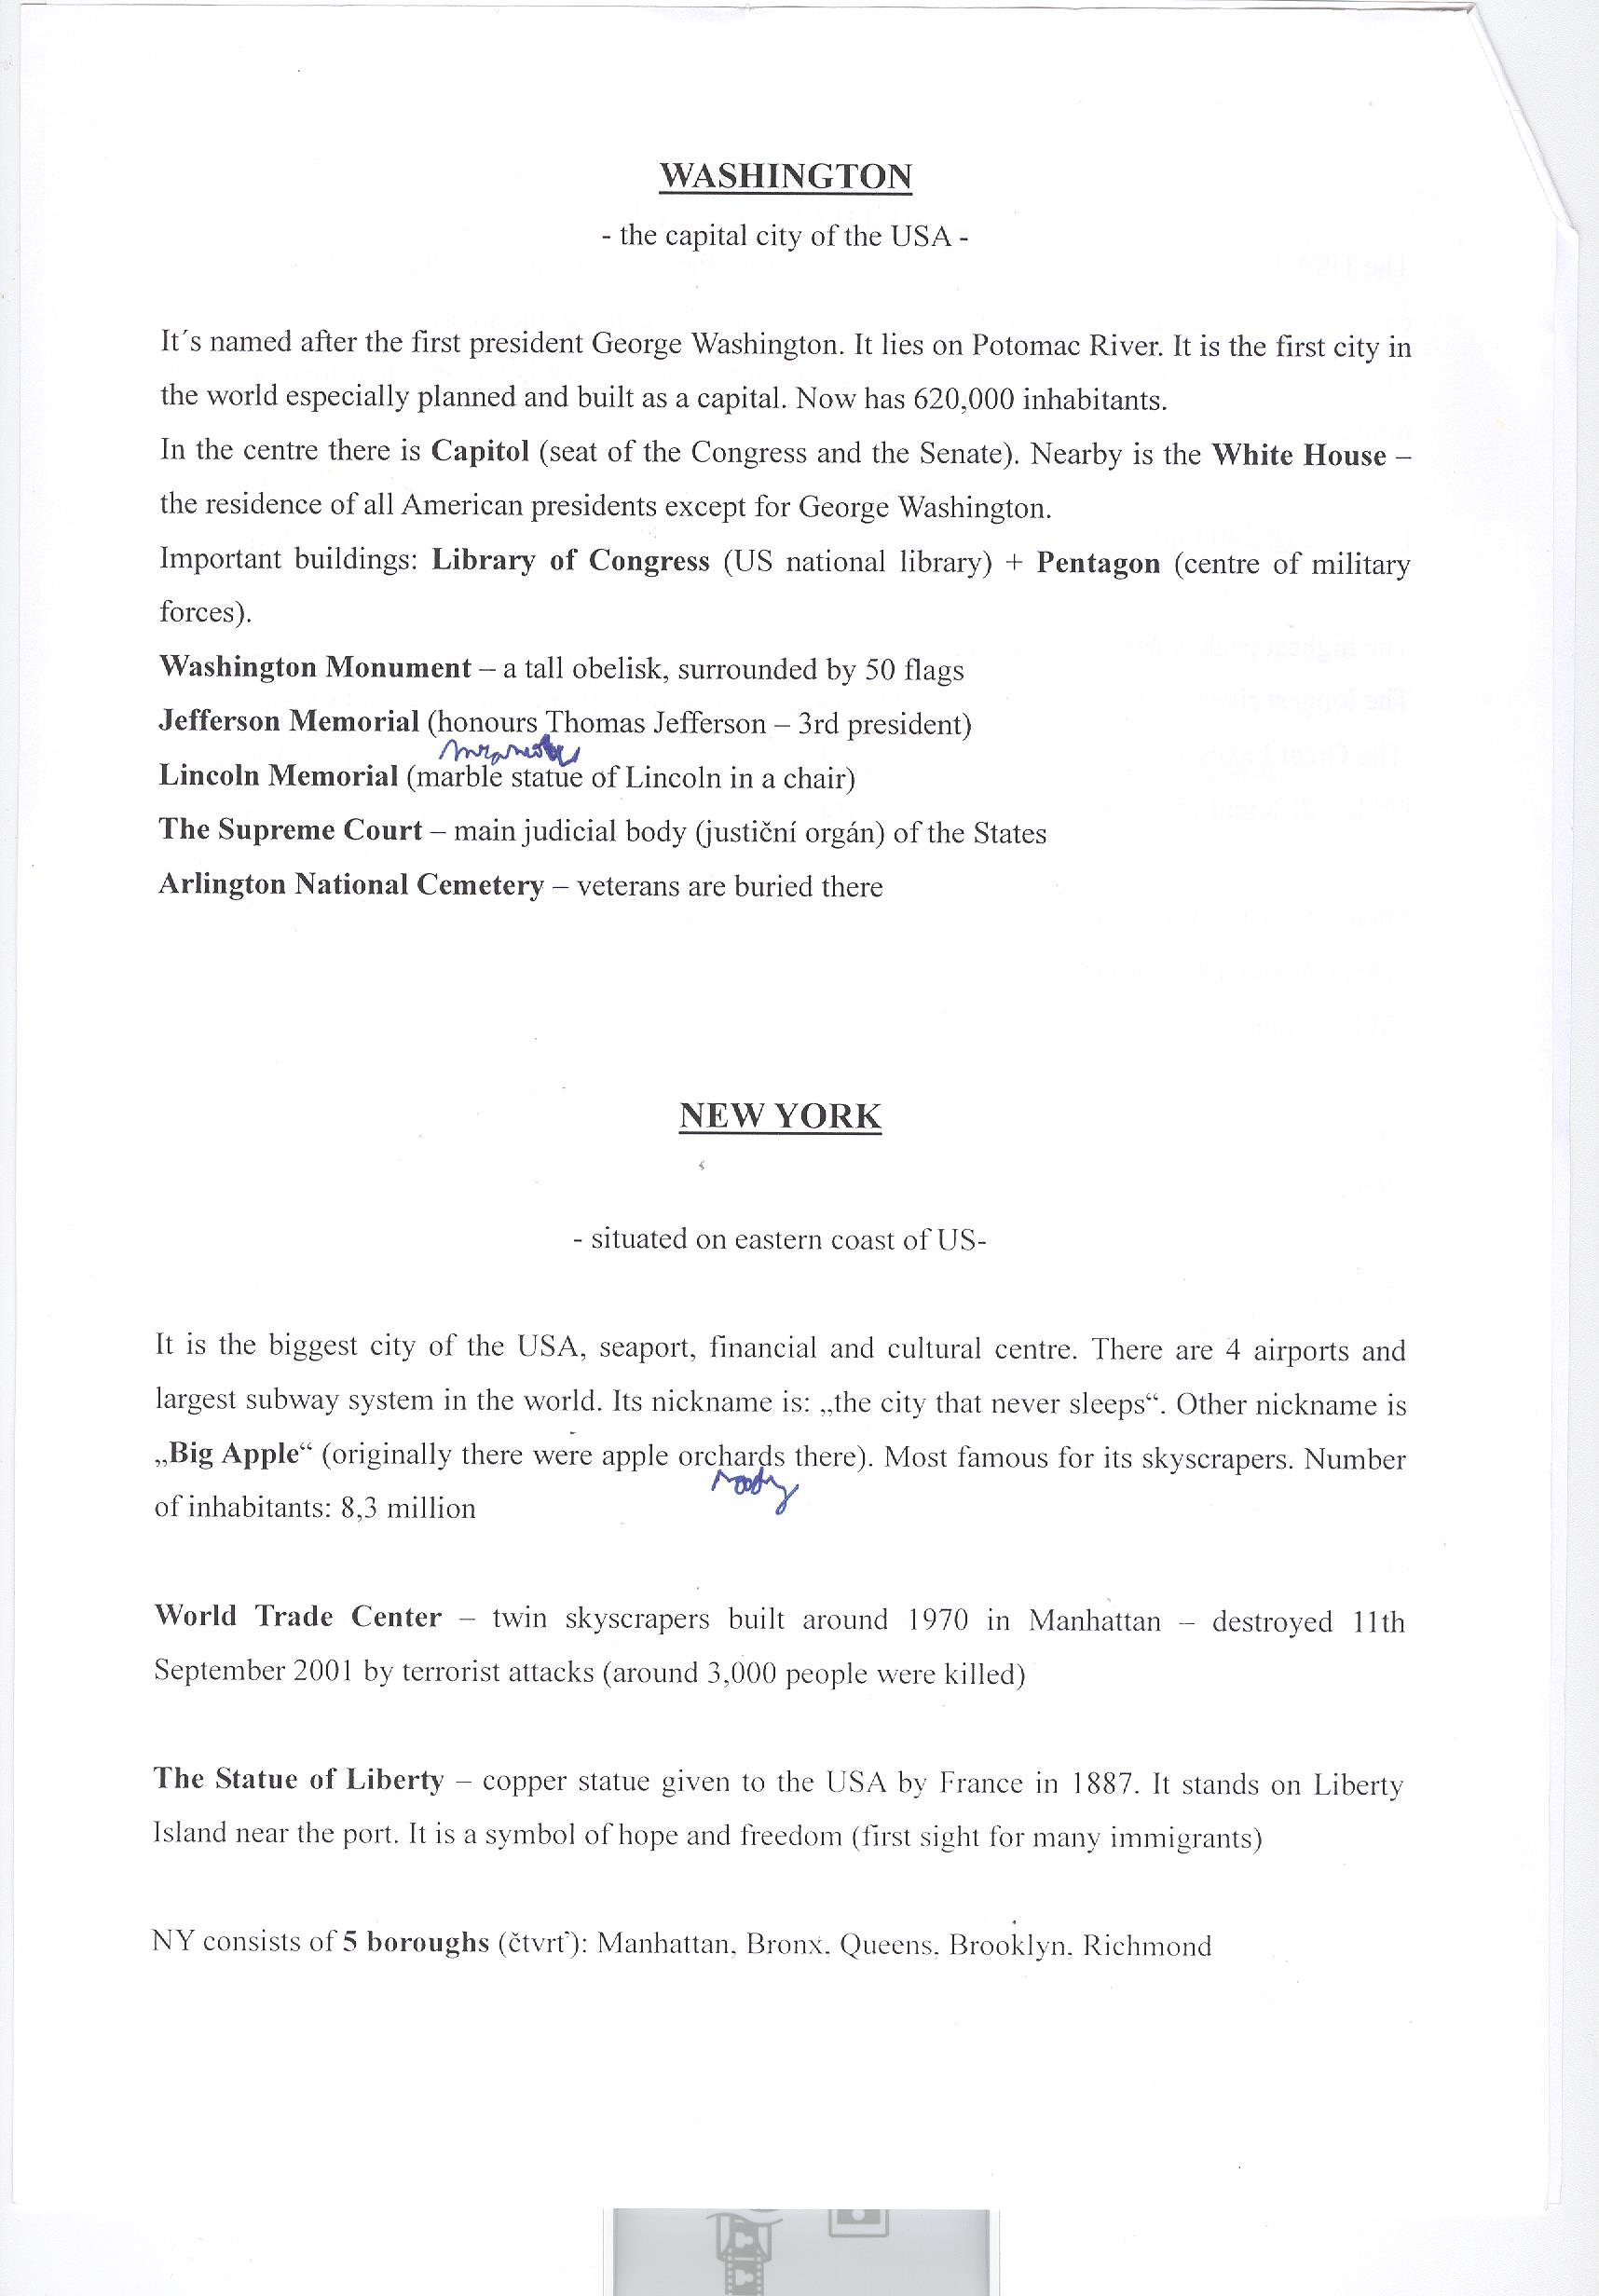 WASHINGTON
- the capital city of the USA -
It´s named after the first president George Washington. It lies on Potomac River. It is the first city in
the world especially planned and built as a capital. Now has 620,000 inhabitants.
In the centre there is Capitol (seat of the Congress and the Senate). Nearby is the White House –
the residence of all American presidents except for George Washington.
Important buildings: Library of Congress (US national library) + Pentagon (centre of military
forces).
Washington Monument – a tall obelisk, surrounded by 50 flags
Jefferson Memorial (honours Thomas Jefferson – 3rd president)
Lincoln Memorial (marble statue of Lincoln in a chair)
The Supreme Court – main judicial body (justiční orgán) of the States
Arlington National Cemetery – veterans are buried there
NEW YORK
- situated on eastern coast of US-
It is the biggest city of the USA, seaport, financial and cultural centre. There are 4 airports and
largest subway system in the world. Its nickname is: „the city that never sleeps“. Other nickname is
„Big Apple“ (originally there were apple orchards there). Most famous for its skyscrapers. Number
of inhabitants: 8,3 million
World Trade Center – twin skyscrapers built around 1970 in Manhattan – destroyed 11th
September 2001 by terrorist attacks (around 3,000 people were killed)
The Statue of Liberty – copper statue given to the USA by France in 1887. It stands on Liberty
Island near the port. It is a symbol of hope and freedom (first sight for many immigrants)
NY consists of 5 boroughs (čtvrť): Manhattan, Bronx, Queens, Brooklyn, Richmond